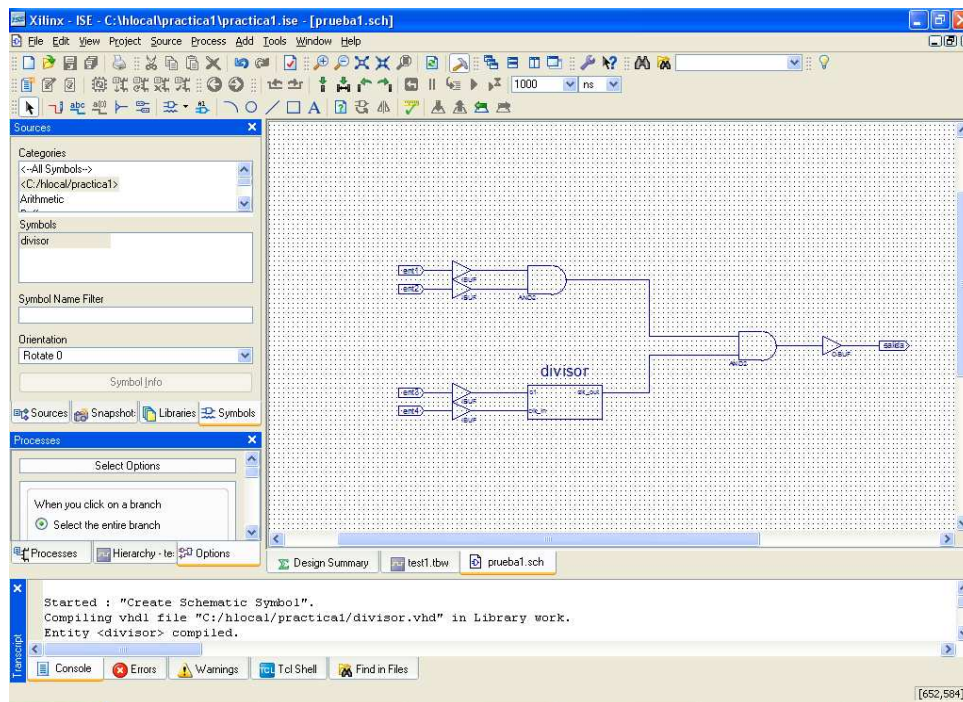 Xilinx - ISE - C:\hlocal\practica1\practica1.ise - [prueba1.sch]
File Edit View Project Source Process Add Tools Window Help
1000 ns
abc
A
Sources
Categories
<--All Symbols-->
<C:/hlocal/practica1>
Arithmetic
Symbols
divisor
Symbol Name Filter
Orientation
Rotate 0
Symbol Info
Sources Snapshot Libraries Symbols
Processes
Select Options
When you click on a branch
Select the entire branch
Processes Hierarchy - te: Options
ent1
IBUF
ent2
IBUF
AND2
AND2
OBUF
salida
divisor
ent3
IBUF
clk_out
ent4
IBUF
clk_in
Design Summary test1.tbw prueba1.sch
Transcript
Started : "Create Schematic Symbol".
Compiling vhdl file "C:/hlocal/practica1/divisor.vhd" in Library work.
Entity <divisor> compiled.
Console Errors Warnings TCL Tcl Shell Find in Files
[652,584]